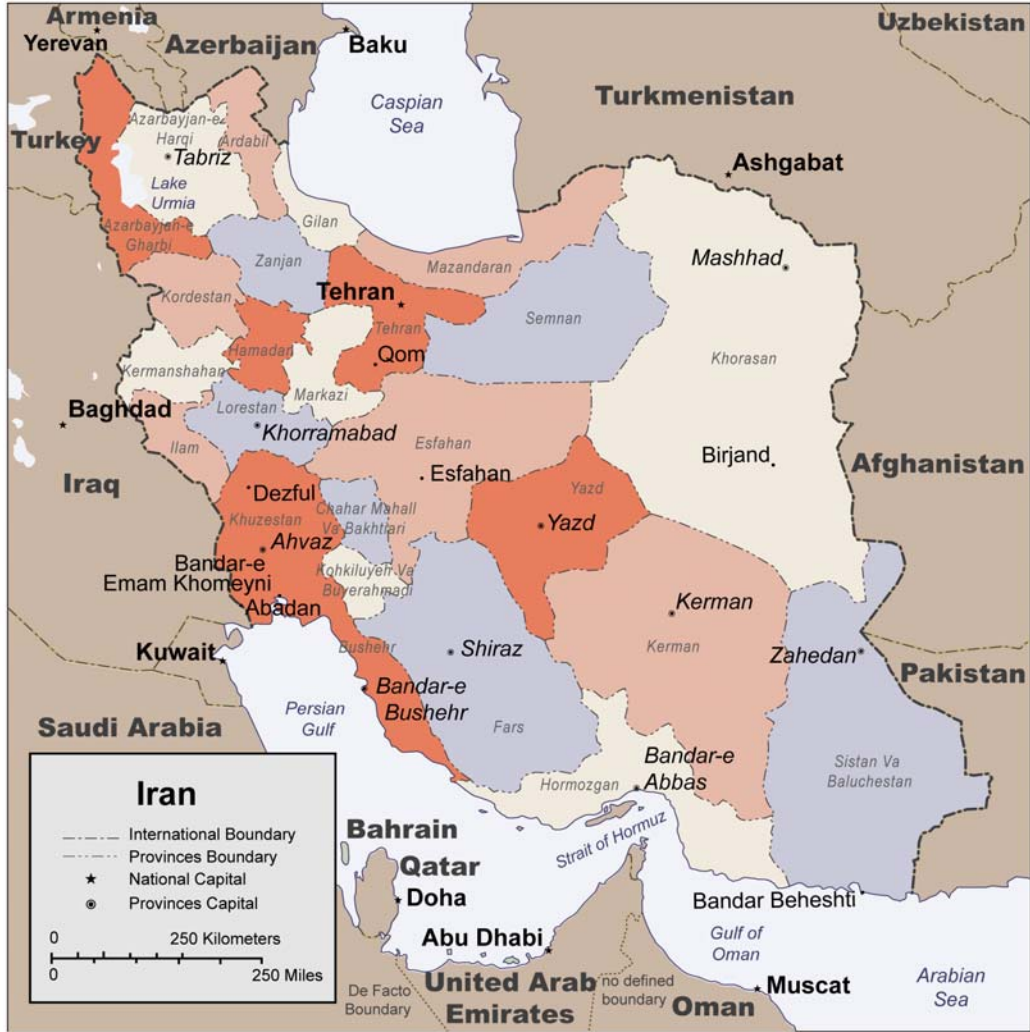 Armenia
Yerevan
Azerbaijan
Baku
Uzbekistan
Caspian
Sea
Turkmenistan
Turkey
Azarbayjan-e
Harqi
Ardabil
Tabriz
Ashgabat
Lake
Urmia
Gilan
Azarbayjan-e
Gharbi
Zanjan
Mazandaran
Mashhad
Kordestan
Tehran
Tehran
Semnan
Hamadan
Qom
Khorasan
Kermanshahan
Markazi
Baghdad
Lorestan
Khorramabad
Ilam
Esfahan
Birjand
Afghanistan
Iraq
Esfahan
Dezful
Yazd
Khuzestan
Chahar Mahall
Va Bakhtiari
Yazd
Ahvaz
Bandar-e
Emam Khomeyni
Kohkiluyeh Va
Buyerahmadi
Abadan
Kerman
Kuwait
Bushehr
Shiraz
Kerman
Zahedan
Pakistan
Bandar-e
Bushehr
Persian
Gulf
Saudi Arabia
Fars
Bandar-e
Abbas
Sistan Va
Baluchestan
Hormozgan
Strait of Hormuz
Bahrain
Qatar
Doha
Bandar Beheshti
Abu Dhabi
Gulf of
Oman
United Arab
Emirates
no defined
boundary
De Facto
Boundary
Oman
Muscat
Arabian
Sea
Iran
International Boundary
Provinces Boundary
National Capital
Provinces Capital
0 250 Kilometers
0 250 Miles